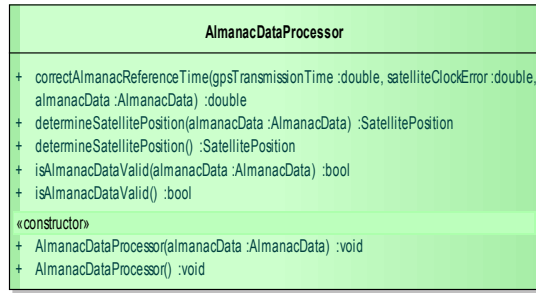 AlmanacDataProcessor
+ correctAlmanacReferenceTime(gpsTransmissionTime :double, satelliteClockError :double,
almanacData :AlmanacData) :double
+ determineSatellitePosition(almanacData :AlmanacData) :SatellitePosition
+ determineSatellitePosition() :SatellitePosition
+ isAlmanacDataValid(almanacData :AlmanacData) :bool
+ isAlmanacDataValid() :bool
«constructor»
+ AlmanacDataProcessor(almanacData :AlmanacData) :void
+ AlmanacDataProcessor() :void